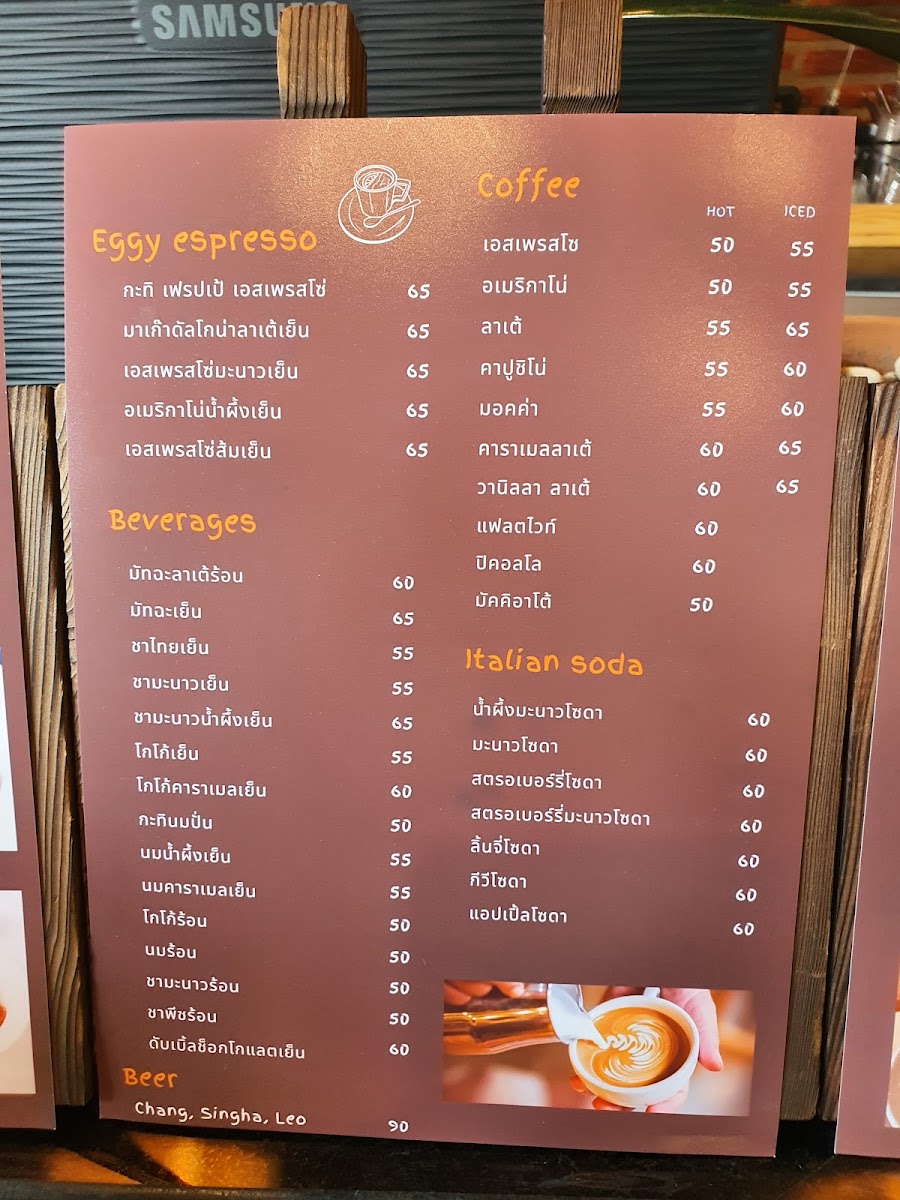 SAMSUNG
Eggy espresso
กะทิ เฟรปเป้ เอสเพรสโซ่ 65
มาเก๊าดัลโกน่าลาเต้เย็น 65
เอสเพรสโซ่มะนาวเย็น 65
อเมริกาโน่น้ำผึ้งเย็น 65
เอสเพรสโซ่ส้มเย็น 65
Beverages
มัทฉะลาเต้ร้อน 60
มัทฉะเย็น 65
ชาไทยเย็น 55
ชามะนาวเย็น 55
ชามะนาวน้ำผึ้งเย็น 65
โกโก้เย็น 55
โกโก้คาราเมลเย็น 60
กะทินมปั่น 50
นมน้ำผึ้งเย็น 55
นมคาราเมลเย็น 55
โกโก้ร้อน 50
นมร้อน 50
ชามะนาวร้อน 50
ชาพีชร้อน 50
ดับเบิ้ลช็อกโกแลตเย็น 60
Beer
Chang, Singha, Leo 90
Coffee
HOT ICED
เอสเพรสโซ 50 55
อเมริกาโน่ 50 55
ลาเต้ 55 65
คาปูชิโน่ 55 60
มอคค่า 55 60
คาราเมลลาเต้ 60 65
วานิลลา ลาเต้ 60 65
แฟลตไวท์ 60
ปิคอลโล 60
มัคคิอาโต้ 50
Italian soda
น้ำผึ้งมะนาวโซดา 60
มะนาวโซดา 60
สตรอเบอร์รี่โซดา 60
สตรอเบอร์รี่มะนาวโซดา 60
ลิ้นจี่โซดา 60
กีวีโซดา 60
แอปเปิ้ลโซดา 60